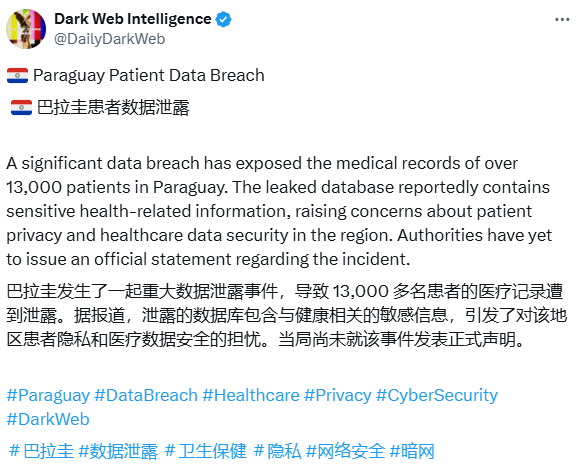 Dark Web Intelligence
@DailyDarkWeb
Paraguay Patient Data Breach
巴拉圭患者数据泄露
A significant data breach has exposed the medical records of over
13,000 patients in Paraguay. The leaked database reportedly contains
sensitive health-related information, raising concerns about patient
privacy and healthcare data security in the region. Authorities have yet
to issue an official statement regarding the incident.
巴拉圭发生了一起重大数据泄露事件，导致 13,000 多名患者的医疗记录遭
到泄露。据报道，泄露的数据库包含与健康相关的敏感信息，引发了对该地
区患者隐私和医疗数据安全的担忧。当局尚未就该事件发表正式声明。
#Paraguay #DataBreach #Healthcare #Privacy #CyberSecurity
#DarkWeb
＃巴拉圭 #数据泄露 ＃卫生保健 ＃隐私 #网络安全 #暗网